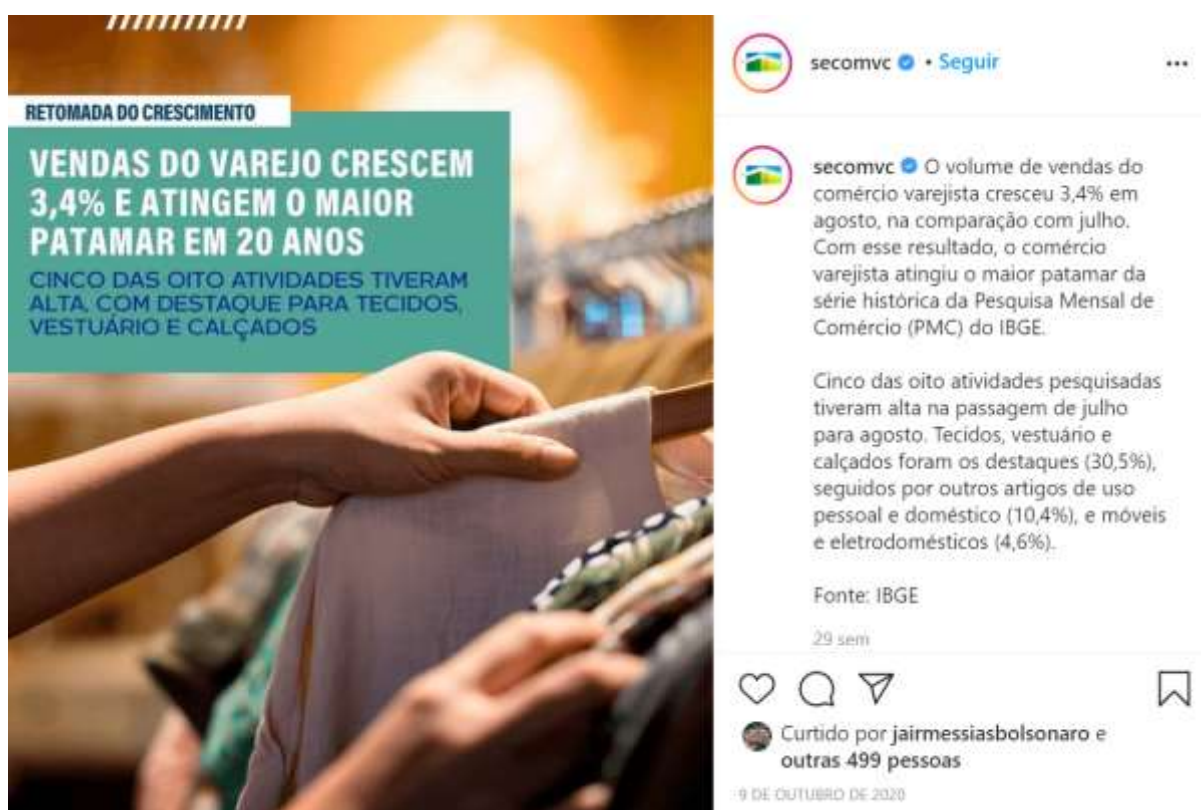 RETOMADA DO CRESCIMENTO
VENDAS DO VAREJO CRESCEM
3,4% E ATINGEM O MAIOR
PATAMAR EM 20 ANOS
CINCO DAS OITO ATIVIDADES TIVERAM
ALTA, COM DESTAQUE PARA TECIDOS,
VESTUÁRIO E CALÇADOS
secomvc • Seguir
secomvc O volume de vendas do
comércio varejista cresceu 3,4% em
agosto, na comparação com julho.
Com esse resultado, o comércio
varejista atingiu o maior patamar da
série histórica da Pesquisa Mensal de
Comércio (PMC) do IBGE.
Cinco das oito atividades pesquisadas
tiveram alta na passagem de julho
para agosto. Tecidos, vestuário e
calçados foram os destaques (30,5%),
seguidos por outros artigos de uso
pessoal e doméstico (10,4%), e móveis
e eletrodomésticos (4,6%).
Fonte: IBGE
29 sem
Curtido por jairmessiasbolsonaro e
outras 499 pessoas
9 DE OUTUBRO DE 2020